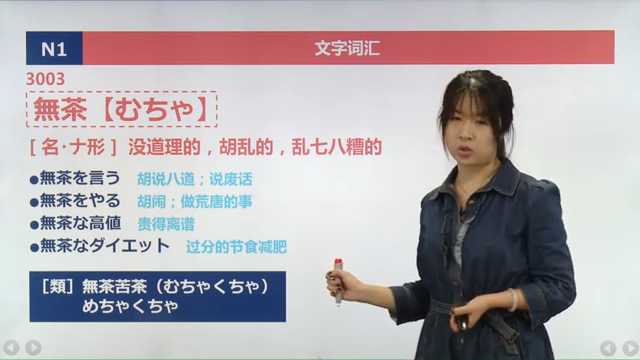 N1
文字词汇
3003
無茶【むちゃ】
[ 名·ナ形 ] 没道理的，胡乱的，乱七八糟的
●無茶を言う 胡说八道；说废话
●無茶をやる 胡闹；做荒唐的事
●無茶な高値 贵得离谱
●無茶なダイエット 过分的节食减肥
［類］無茶苦茶（むちゃくちゃ）
めちゃくちゃ